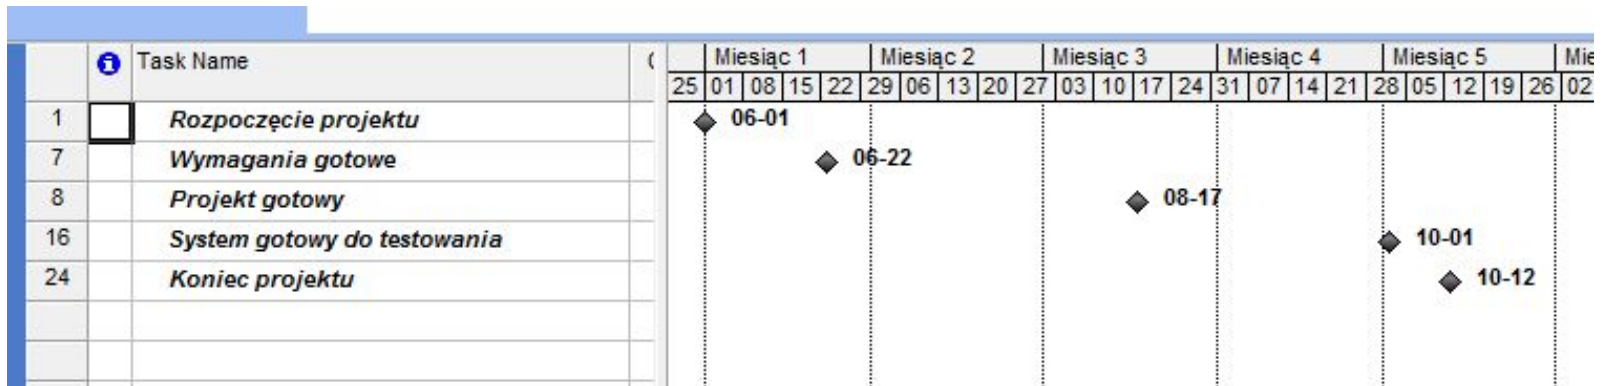 Task Name
Miesiąc 1 Miesiąc 2 Miesiąc 3 Miesiąc 4 Miesiąc 5 Mie
25 01 08 15 22 29 06 13 20 27 03 10 17 24 31 07 14 21 28 05 12 19 26 02
1 Rozpoczęcie projektu 06-01
7 Wymagania gotowe 06-22
8 Projekt gotowy 08-17
16 System gotowy do testowania 10-01
24 Koniec projektu 10-12